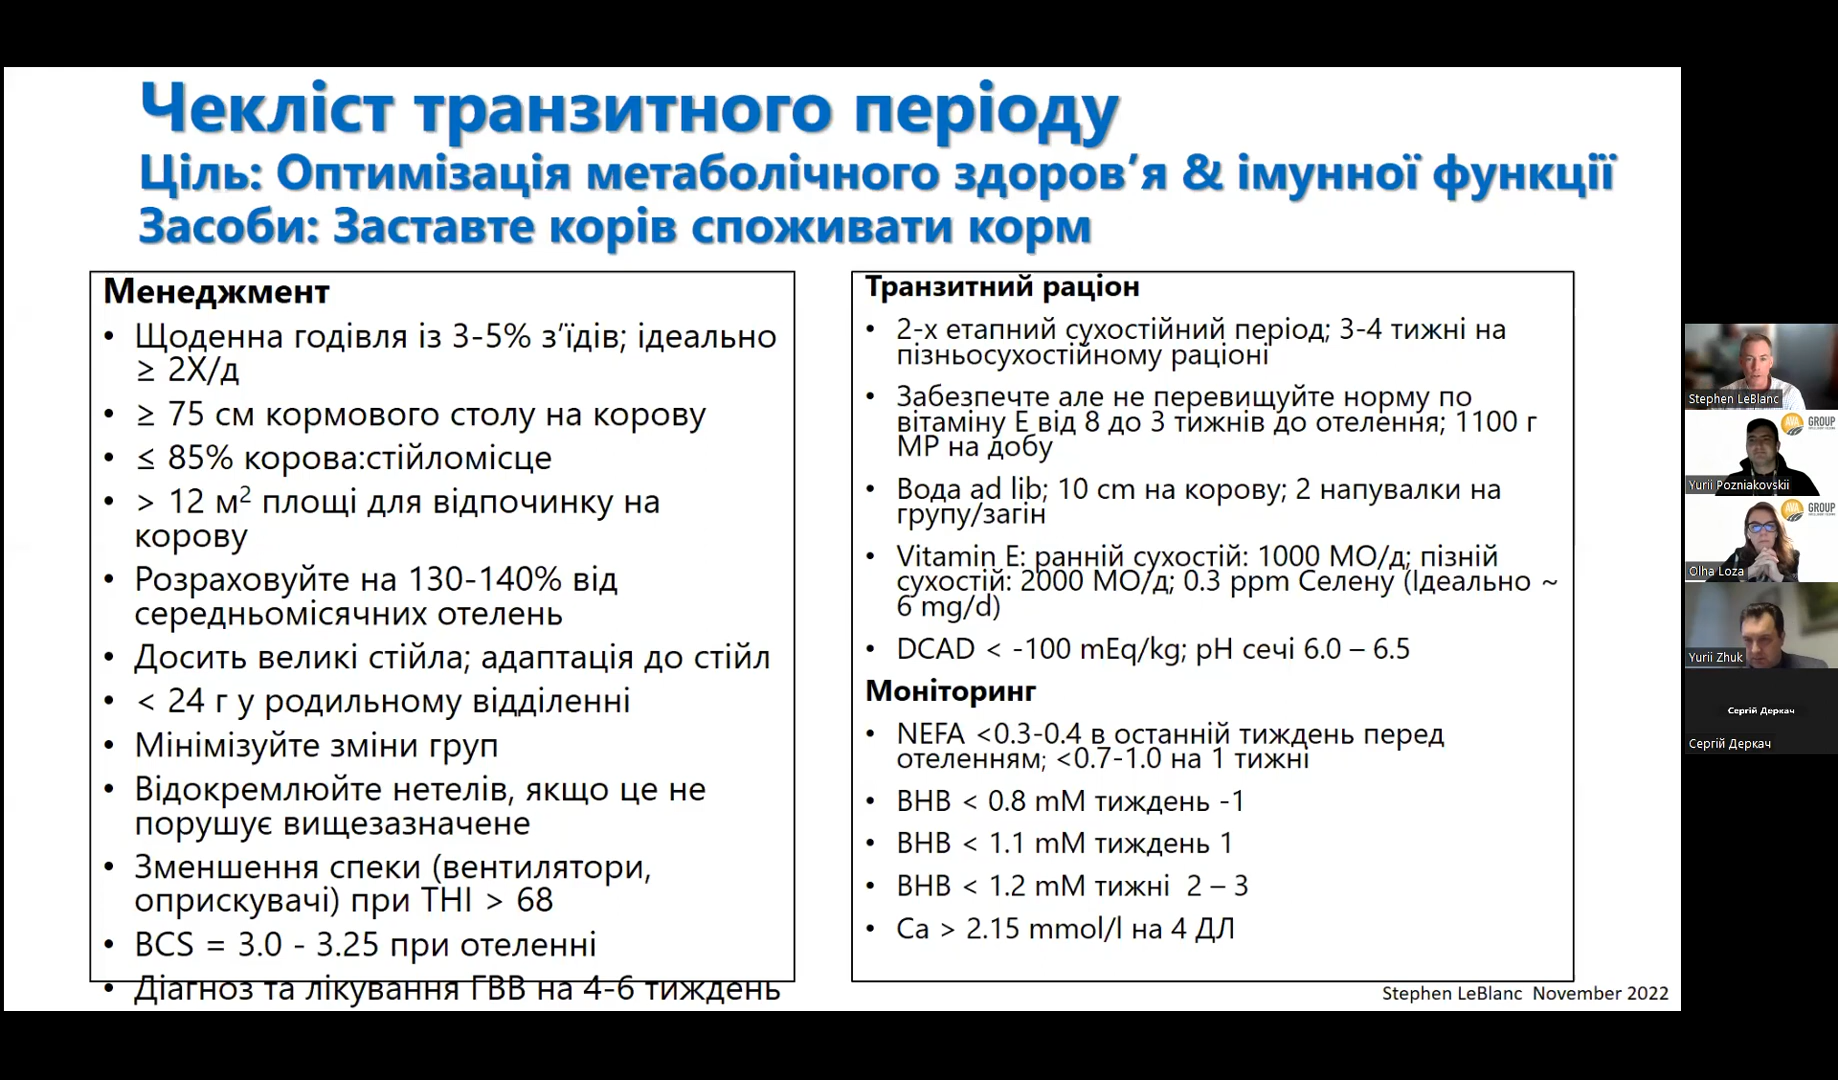 Чекліст транзитного періоду
Ціль: Оптимізація метаболічного здоров’я & імунної функції
Засоби: Заставте корів споживати корм
Менеджмент
• Щоденна годівля із 3-5% з’їдів; ідеально
≥ 2X/д
• ≥ 75 см кормового столу на корову
• ≤ 85% корова:стійломісце
• > 12 м² площі для відпочинку на
корову
• Розраховуйте на 130-140% від
середньомісячних отелень
• Досить великі стійла; адаптація до стійл
• < 24 г у родильному відділенні
• Мінімізуйте зміни груп
• Відокремлюйте нетелів, якщо це не
порушує вищезазначене
• Зменшення спеки (вентилятори,
оприскувачі) при THI > 68
• BCS = 3.0 - 3.25 при отеленні
• Діагноз та лікування ГВВ на 4-6 тиждень
Транзитний раціон
• 2-х етапний сухостійний період; 3-4 тижні на
пізньосухостійному раціоні
• Забезпечте але не перевищуйте норму по
вітаміну Е від 8 до 3 тижнів до отелення; 1100 г
МР на добу
• Вода ad lib; 10 cm на корову; 2 напувалки на
групу/загін
• Vitamin E: ранній сухостій: 1000 МО/д; пізній
сухостій: 2000 МО/д; 0.3 ppm Селену (Ідеально ~
6 mg/d)
• DCAD < -100 mEq/kg; pH сечі 6.0 – 6.5
Моніторинг
• NEFA <0.3-0.4 в останній тиждень перед
отеленням; <0.7-1.0 на 1 тижні
• BHB < 0.8 mM тиждень -1
• BHB < 1.1 mM тиждень 1
• BHB < 1.2 mM тижні 2 – 3
• Ca > 2.15 mmol/l на 4 ДЛ
Stephen LeBlanc November 2022
Stephen LeBlanc
AVA GROUP
Yurii Pozniakovskii
AVA GROUP
Olha Loza
Yurii Zhuk
Сергій Деркач
Сергій Деркач